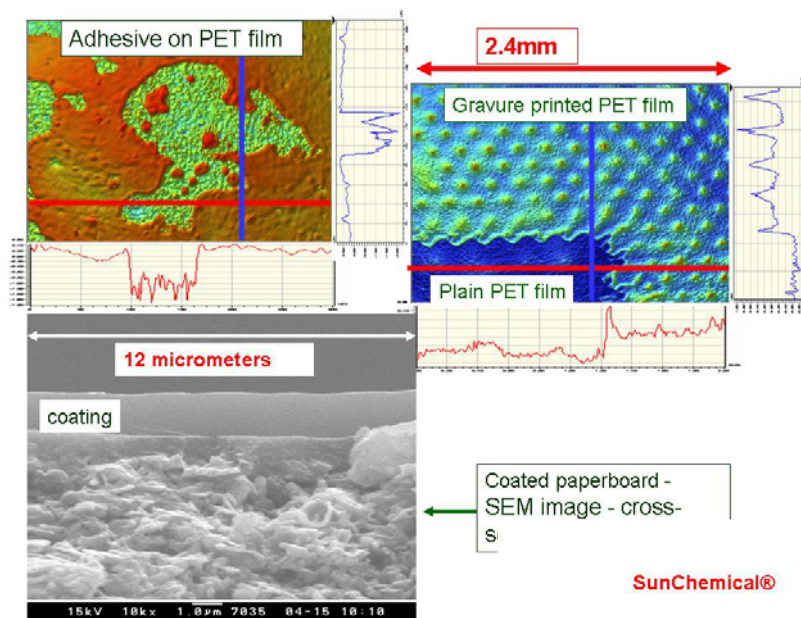 Adhesive on PET film
2.4mm
Gravure printed PET film
Plain PET film
12 micrometers
coating
Coated paperboard -
SEM image - cross-
15kV 10kx 1.0µm 7035 04-15 10:10
SunChemical®